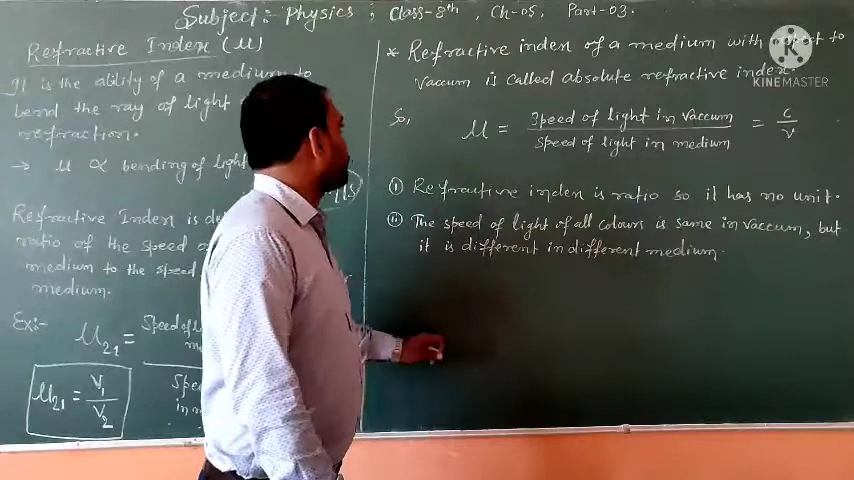 Subject:- Physics ; Class-8th , Ch-05, Part-03.
Refractive Index (μ)
It is the ability of a medium to
bend the ray of light
refraction.
→ μ ∝ bending of light
Refractive Index is
ratio of the speed
medium to the speed
medium.
Ex:-
μ21 = Speed of
in
μ21 = V1/V2
* Refractive index of a medium with respect to
vaccum is called absolute refractive index.
So,
μ = Speed of light in vaccum / Speed of light in medium = c/v
(i) Refractive index is ratio so it has no unit.
(ii) The speed of light of all colours is same in vaccum, but
it is different in different medium.
MADE WITH
KINEMASTER